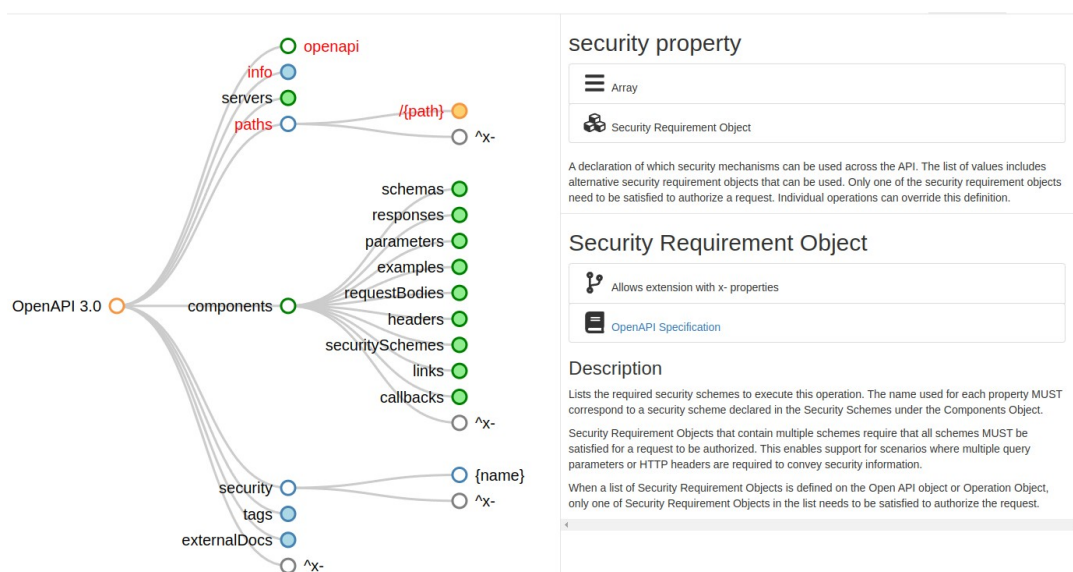 openapi
info
servers
paths
/{path}
^x-
schemas
responses
parameters
examples
requestBodies
headers
securitySchemes
links
callbacks
^x-
OpenAPI 3.0
components
security
{name}
^x-
tags
externalDocs
^x-
security property
Array
Security Requirement Object
A declaration of which security mechanisms can be used across the API. The list of values includes
alternative security requirement objects that can be used. Only one of the security requirement objects
need to be satisfied to authorize a request. Individual operations can override this definition.
Security Requirement Object
Allows extension with x- properties
OpenAPI Specification
Description
Lists the required security schemes to execute this operation. The name used for each property MUST
correspond to a security scheme declared in the Security Schemes under the Components Object.
Security Requirement Objects that contain multiple schemes require that all schemes MUST be
satisfied for a request to be authorized. This enables support for scenarios where multiple query
parameters or HTTP headers are required to convey security information.
When a list of Security Requirement Objects is defined on the Open API object or Operation Object,
only one of Security Requirement Objects in the list needs to be satisfied to authorize the request.